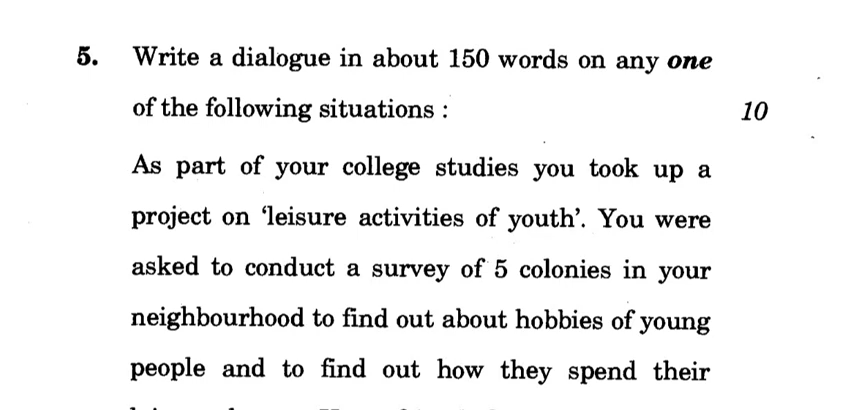 5. Write a dialogue in about 150 words on any one
of the following situations : 10
As part of your college studies you took up a
project on ‘leisure activities of youth’. You were
asked to conduct a survey of 5 colonies in your
neighbourhood to find out about hobbies of young
people and to find out how they spend their